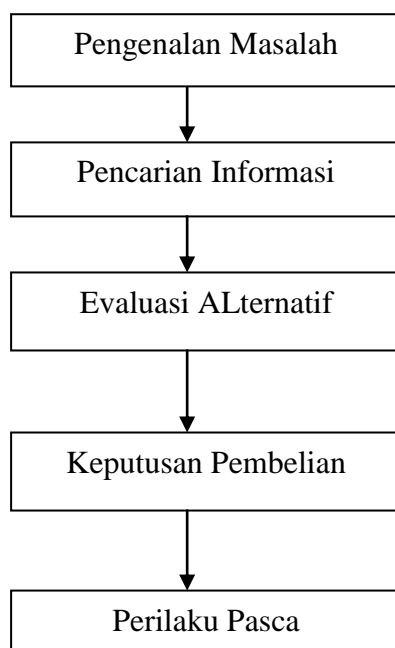 Pengenalan Masalah
Pencarian Informasi
Evaluasi ALternatif
Keputusan Pembelian
Perilaku Pasca